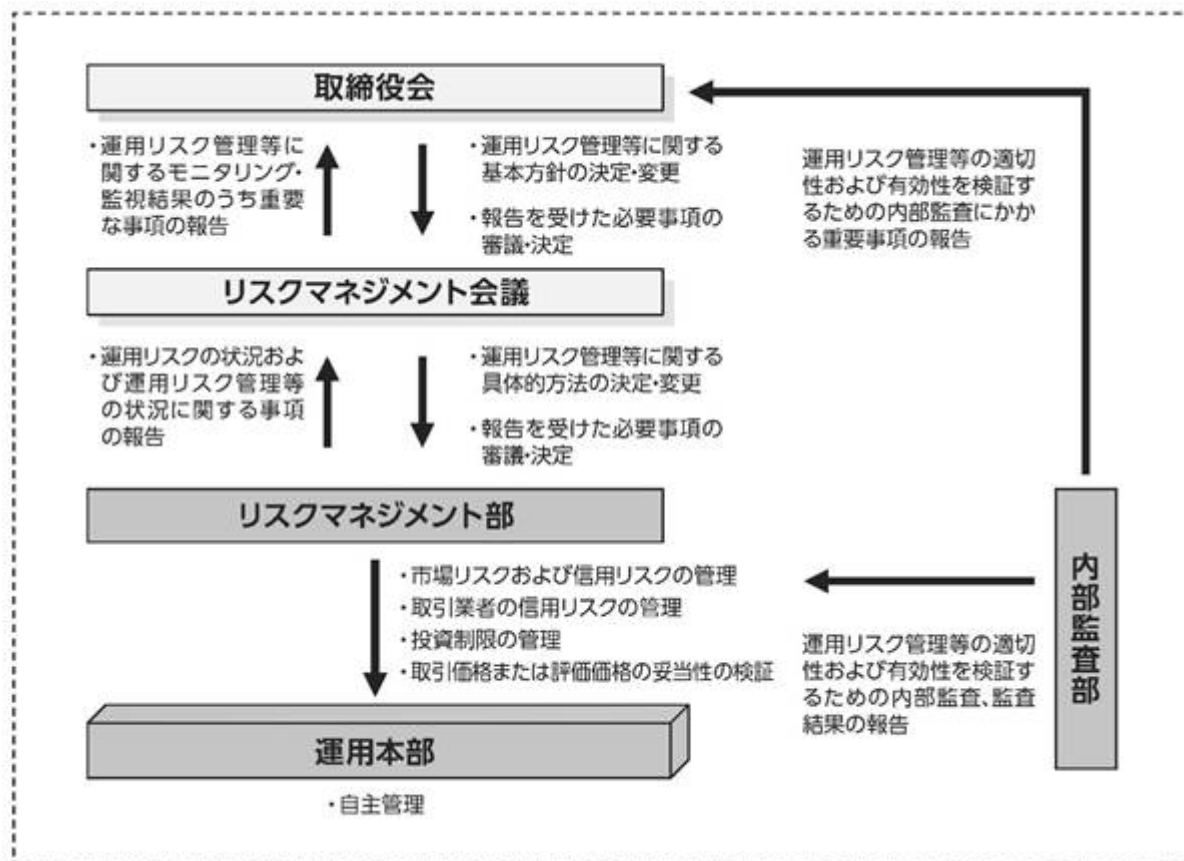 取締役会
・運用リスク管理等に
関するモニタリング・
監視結果のうち重要
な事項の報告
・運用リスク管理等に関する
基本方針の決定・変更
・報告を受けた必要事項の
審議・決定
運用リスク管理等の適切
性および有効性を検証す
るための内部監査にかか
る重要事項の報告
リスクマネジメント会議
・運用リスクの状況およ
び運用リスク管理等
の状況に関する事項
の報告
・運用リスク管理等に関する
具体的方法の決定・変更
・報告を受けた必要事項の
審議・決定
リスクマネジメント部
・市場リスクおよび信用リスクの管理
・取引業者の信用リスクの管理
・投資制限の管理
・取引価格または評価価格の妥当性の検証
内部監査部
運用リスク管理等の適切
性および有効性を検証す
るための内部監査、監査
結果の報告
運用本部
・自主管理